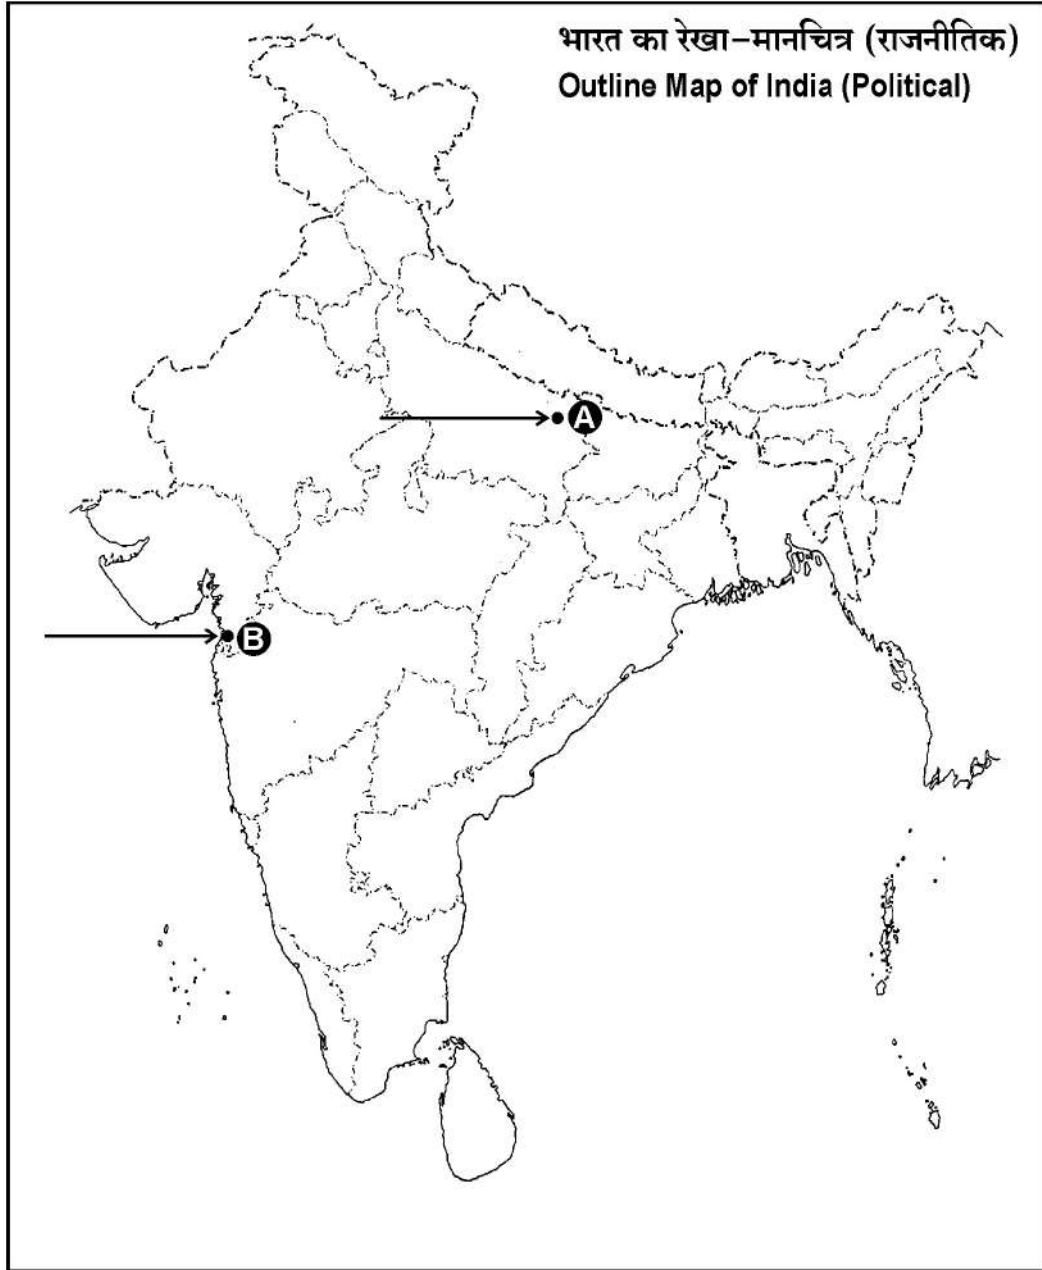 भारत का रेखा-मानचित्र (राजनीतिक)
Outline Map of India (Political)
A
B